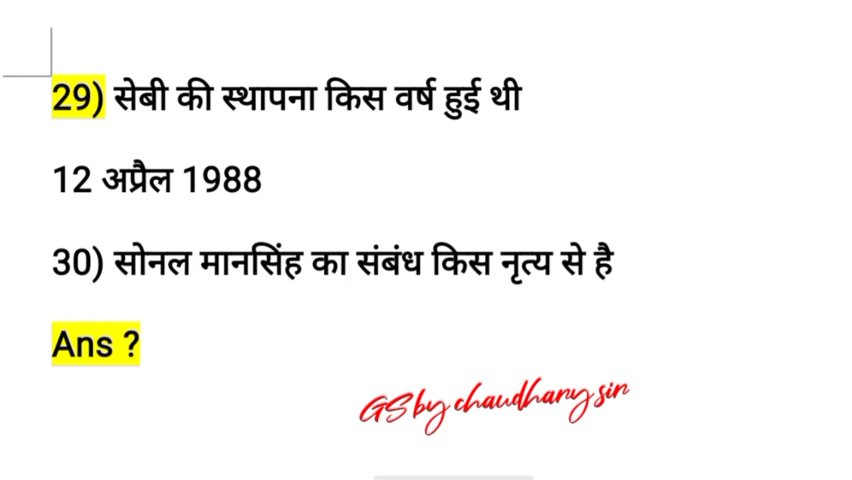 29) सेबी की स्थापना किस वर्ष हुई थी
12 अप्रैल 1988
30) सोनल मानसिंह का संबंध किस नृत्य से है
Ans ?
GS by chaudhary sir